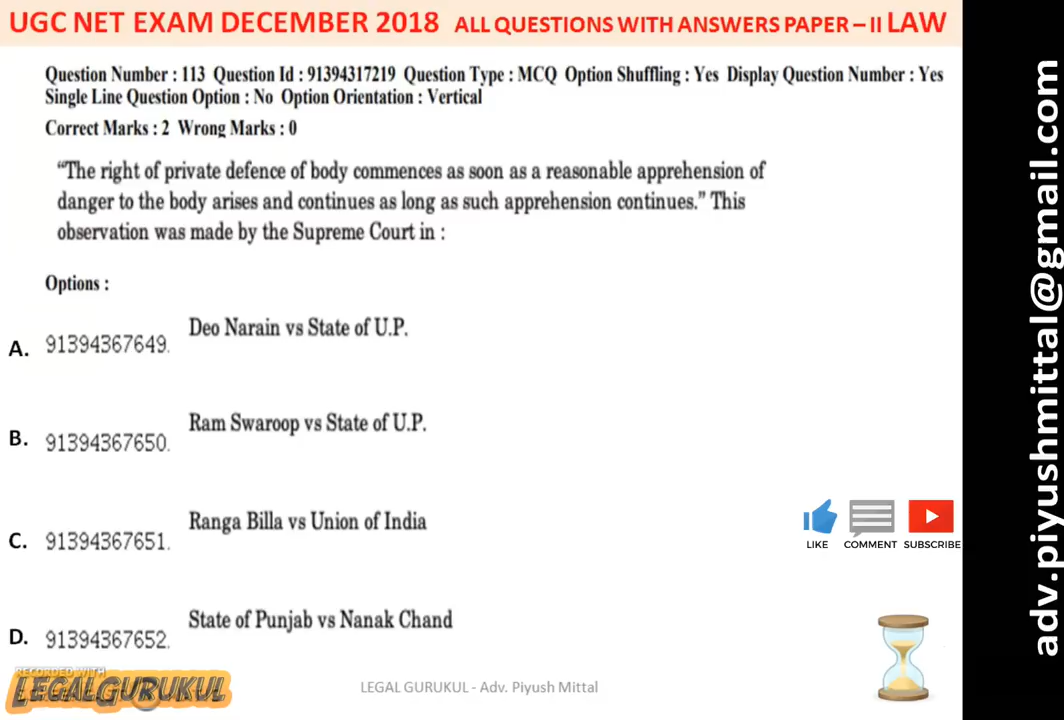 UGC NET EXAM DECEMBER 2018 ALL QUESTIONS WITH ANSWERS PAPER – II LAW
Question Number : 113 Question Id : 91394317219 Question Type : MCQ Option Shuffling : Yes Display Question Number : Yes
Single Line Question Option : No Option Orientation : Vertical
Correct Marks : 2 Wrong Marks : 0
“The right of private defence of body commences as soon as a reasonable apprehension of
danger to the body arises and continues as long as such apprehension continues.” This
observation was made by the Supreme Court in :
Options :
A. 91394367649. Deo Narain vs State of U.P.
B. 91394367650. Ram Swaroop vs State of U.P.
C. 91394367651. Ranga Billa vs Union of India
D. 91394367652. State of Punjab vs Nanak Chand
LIKE COMMENT SUBSCRIBE
RECORDED WITH
LEGALGURUKUL
LEGAL GURUKUL - Adv. Piyush Mittal
adv.piyushmittal@gmail.com